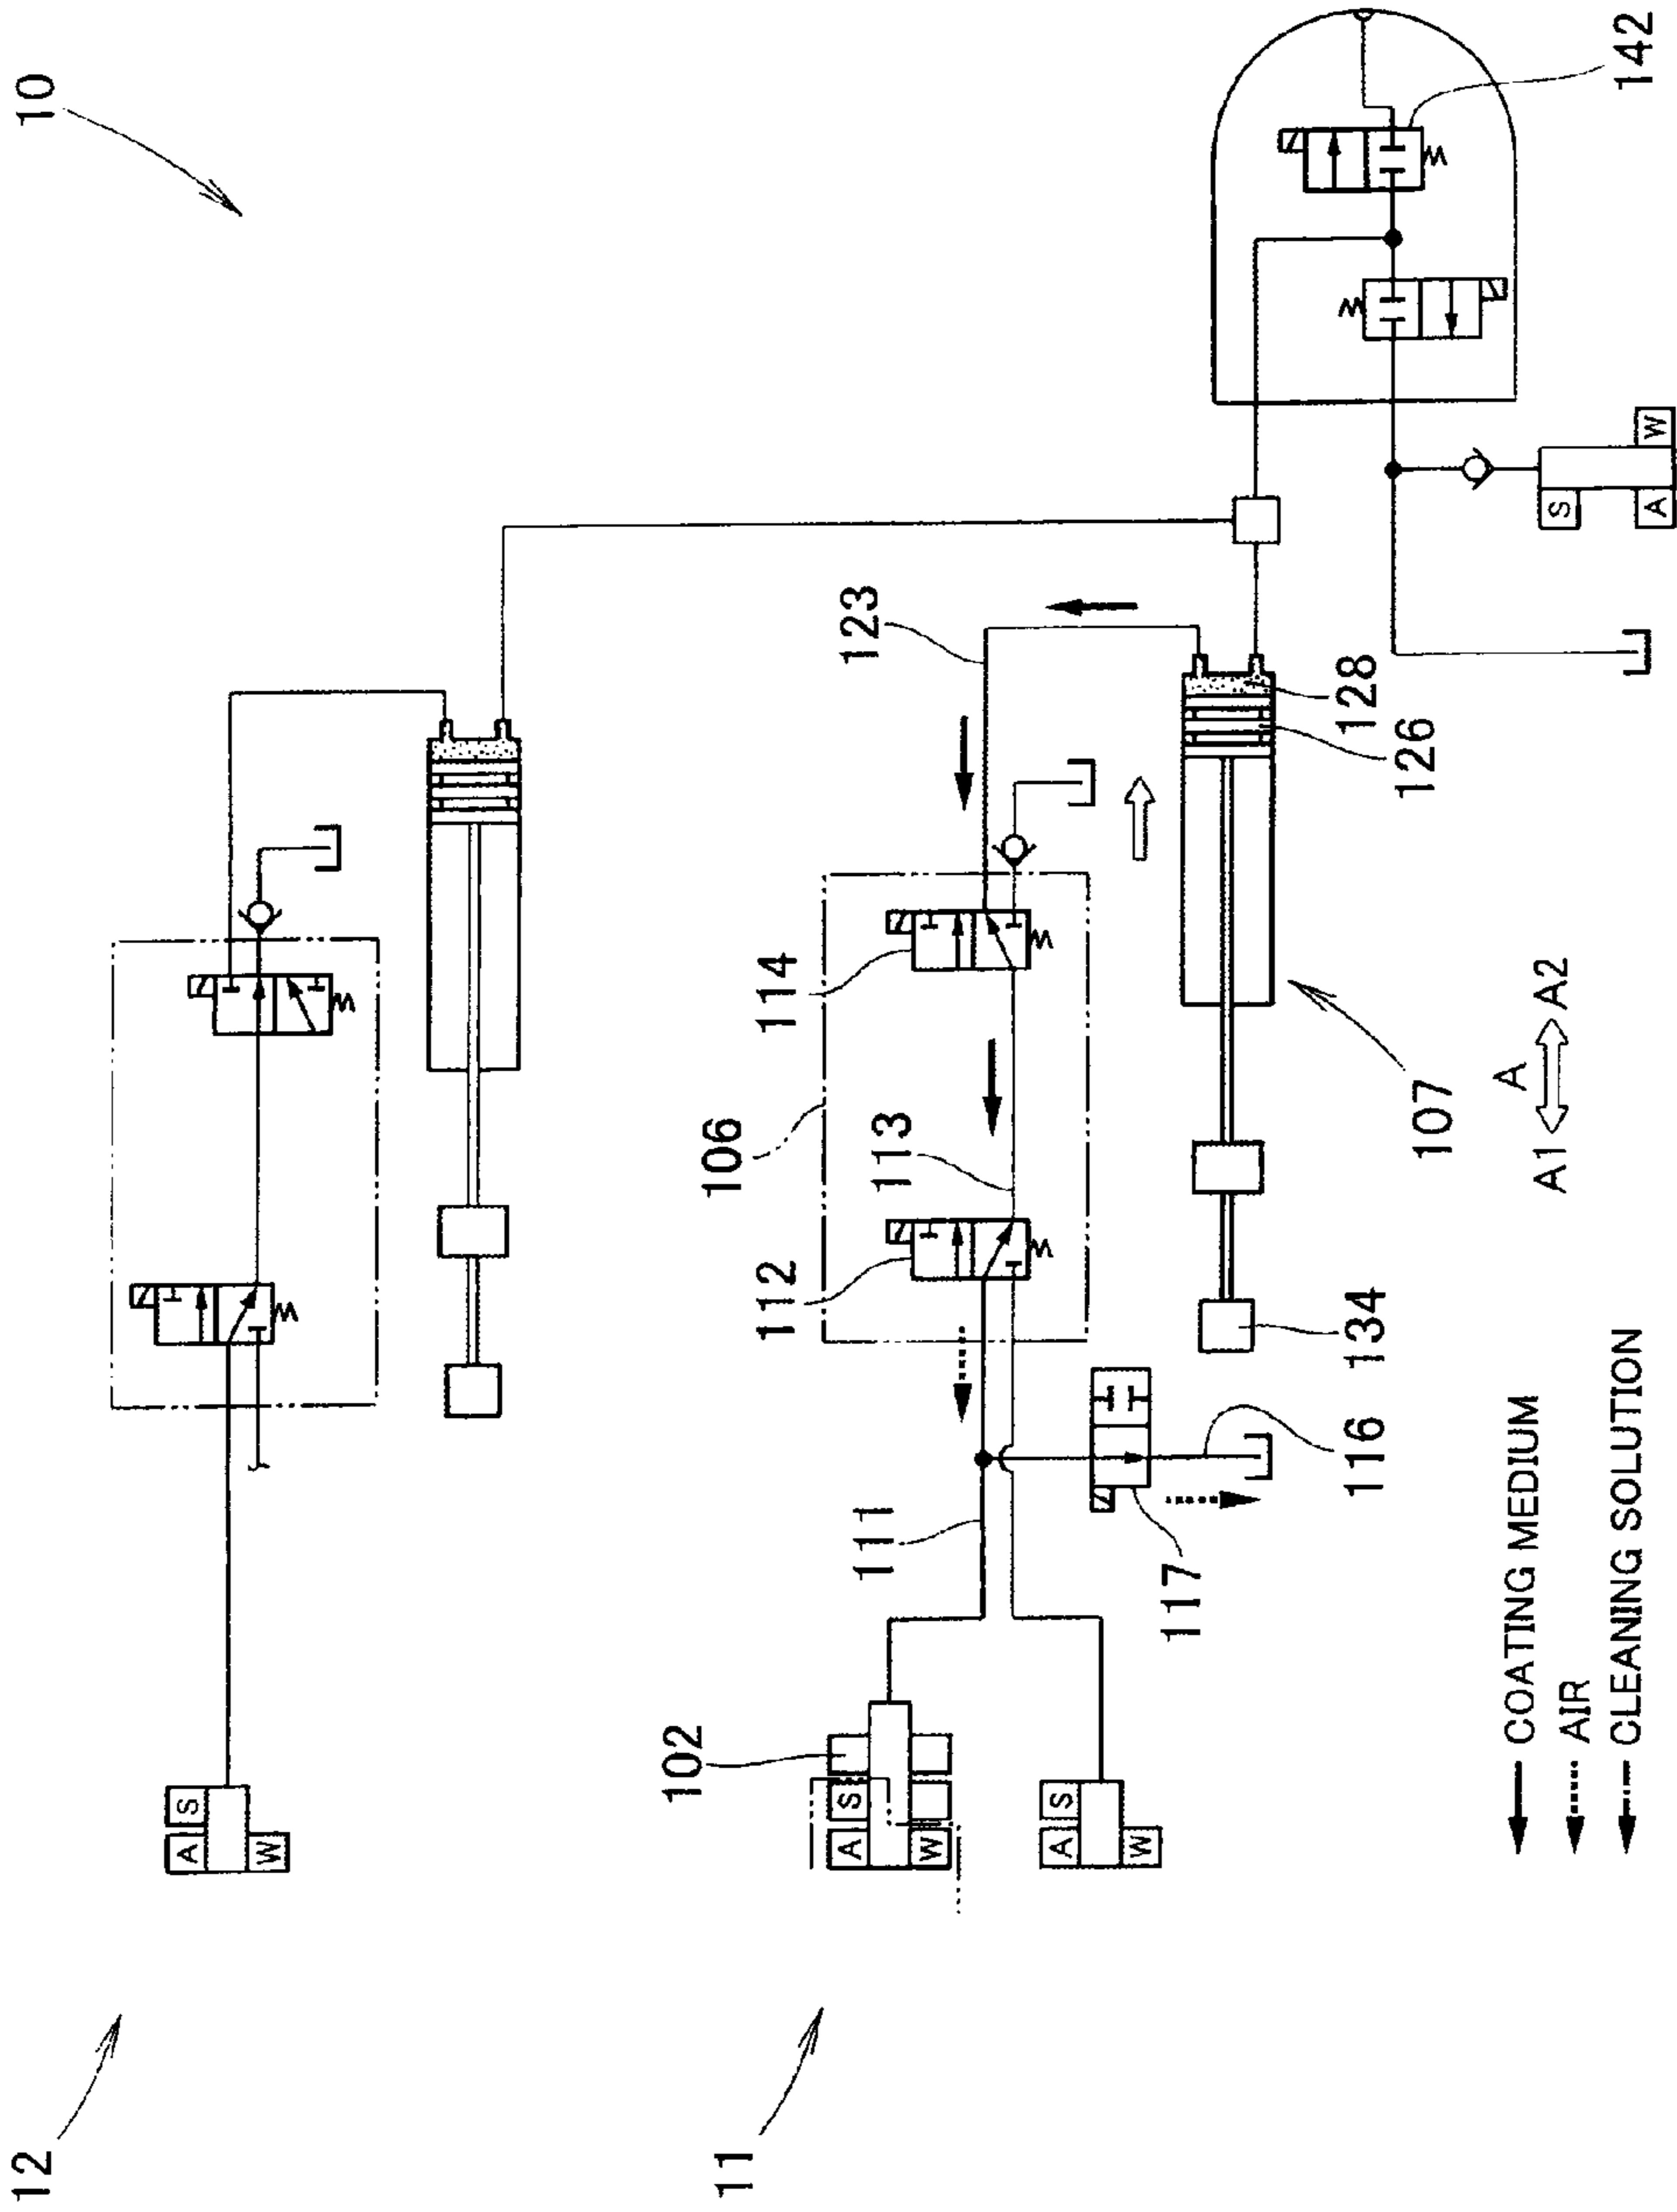 10
12
11
142
A
S
W
123
128
126
114
106
113
112
107
A
A1
A2
134
116
117
111
102
A
S
W
A
S
W
S
A
W
COATING MEDIUM
AIR
CLEANING SOLUTION